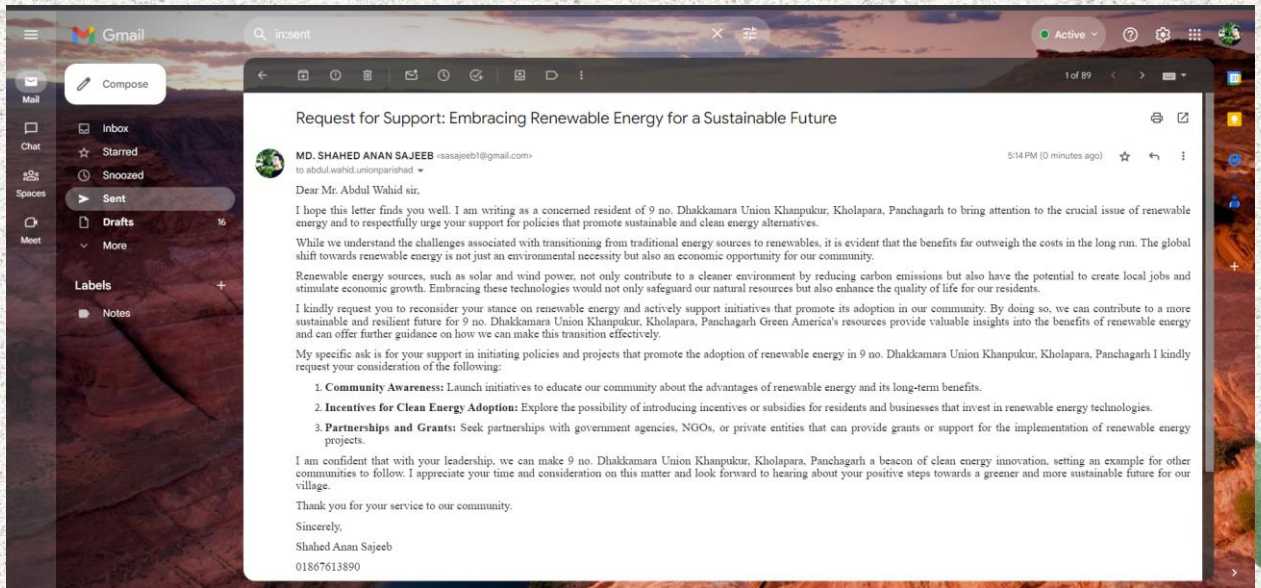 Gmail
in:sent
Active
Compose
Mail
Inbox
Chat
Starred
Snoozed
Spaces
Sent
Drafts 16
Meet
More
Labels
Notes
1 of 89
Request for Support: Embracing Renewable Energy for a Sustainable Future
MD. SHAHED ANAN SAJEEB <sasajeeb1@gmail.com>
5:14 PM (0 minutes ago)
to abdul.wahid.unionparishad
Dear Mr. Abdul Wahid sir,
I hope this letter finds you well. I am writing as a concerned resident of 9 no. Dhakkamara Union Khanpukur, Kholapara, Panchagarh to bring attention to the crucial issue of renewable
energy and to respectfully urge your support for policies that promote sustainable and clean energy alternatives.
While we understand the challenges associated with transitioning from traditional energy sources to renewables, it is evident that the benefits far outweigh the costs in the long run. The global
shift towards renewable energy is not just an environmental necessity but also an economic opportunity for our community.
Renewable energy sources, such as solar and wind power, not only contribute to a cleaner environment by reducing carbon emissions but also have the potential to create local jobs and
stimulate economic growth. Embracing these technologies would not only safeguard our natural resources but also enhance the quality of life for our residents.
I kindly request you to reconsider your stance on renewable energy and actively support initiatives that promote its adoption in our community. By doing so, we can contribute to a more
sustainable and resilient future for 9 no. Dhakkamara Union Khanpukur, Kholapara, Panchagarh Green America's resources provide valuable insights into the benefits of renewable energy
and can offer further guidance on how we can make this transition effectively.
My specific ask is for your support in initiating policies and projects that promote the adoption of renewable energy in 9 no. Dhakkamara Union Khanpukur, Kholapara, Panchagarh I kindly
request your consideration of the following:
1. Community Awareness: Launch initiatives to educate our community about the advantages of renewable energy and its long-term benefits.
2. Incentives for Clean Energy Adoption: Explore the possibility of introducing incentives or subsidies for residents and businesses that invest in renewable energy technologies.
3. Partnerships and Grants: Seek partnerships with government agencies, NGOs, or private entities that can provide grants or support for the implementation of renewable energy
projects.
I am confident that with your leadership, we can make 9 no. Dhakkamara Union Khanpukur, Kholapara, Panchagarh a beacon of clean energy innovation, setting an example for other
communities to follow. I appreciate your time and consideration on this matter and look forward to hearing about your positive steps towards a greener and more sustainable future for our
village.
Thank you for your service to our community.
Sincerely,
Shahed Anan Sajeeb
01867613890